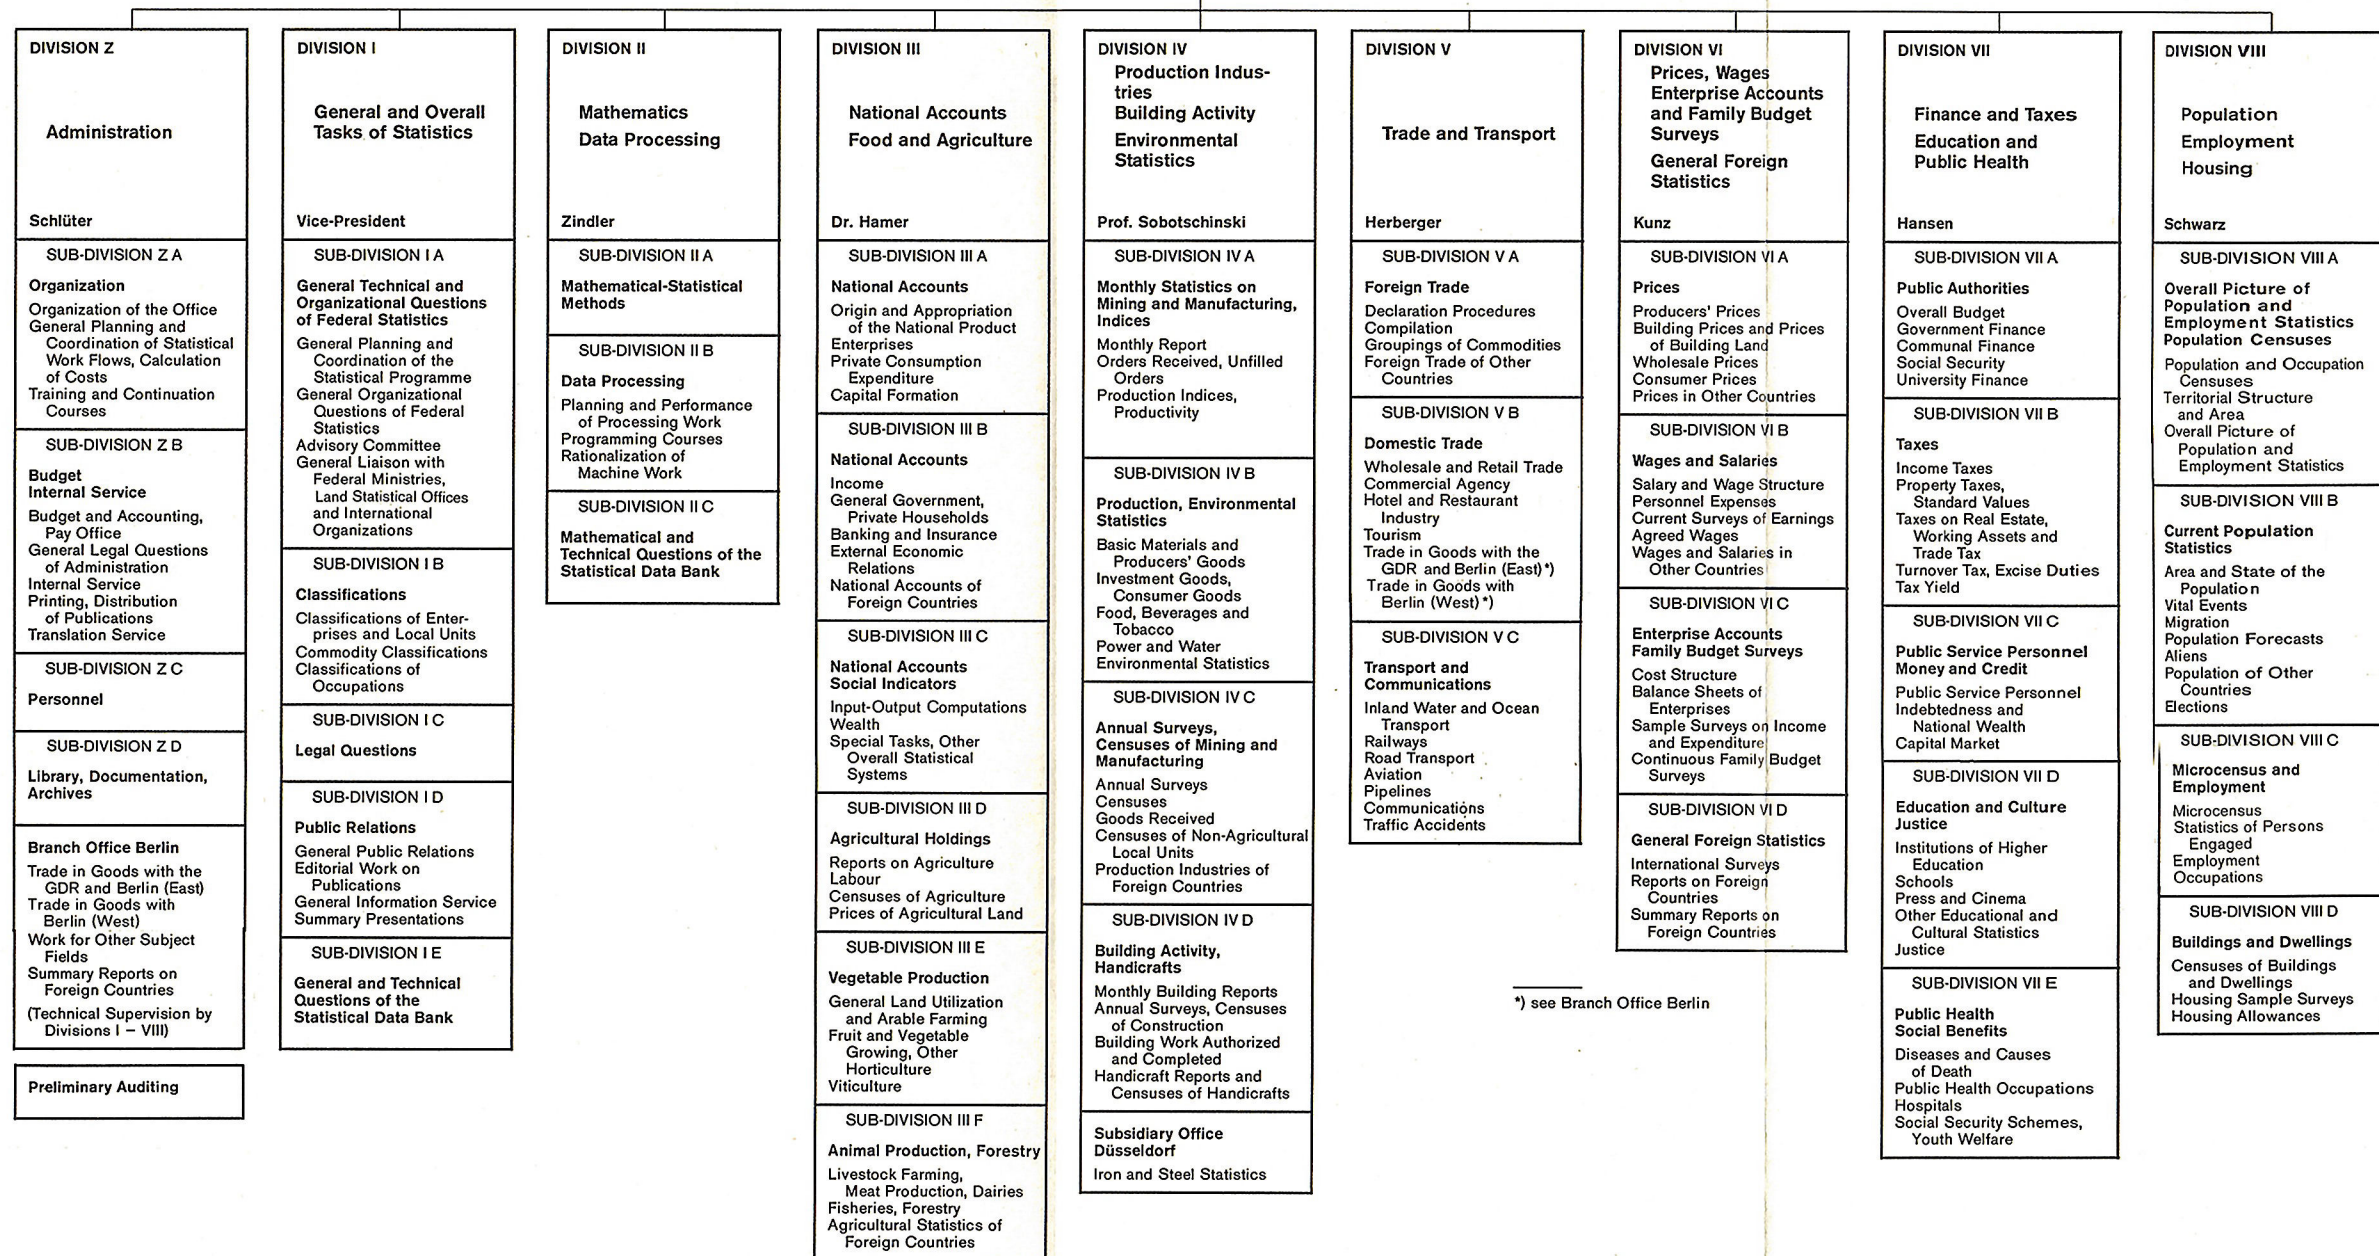 DIVISION Z
Administration
Schlüter
SUB-DIVISION Z A
Organization
Organization of the Office
General Planning and
Coordination of Statistical
Work Flows, Calculation
of Costs
Training and Continuation
Courses
SUB-DIVISION Z B
Budget
Internal Service
Budget and Accounting,
Pay Office
General Legal Questions
of Administration
Internal Service
Printing, Distribution
of Publications
Translation Service
SUB-DIVISION Z C
Personnel
SUB-DIVISION Z D
Library, Documentation,
Archives
Branch Office Berlin
Trade in Goods with the
GDR and Berlin (East)
Trade in Goods with
Berlin (West)
Work for Other Subject
Fields
Summary Reports on
Foreign Countries
(Technical Supervision by
Divisions I – VIII)
Preliminary Auditing
DIVISION I
General and Overall
Tasks of Statistics
Vice-President
SUB-DIVISION I A
General Technical and
Organizational Questions
of Federal Statistics
General Planning and
Coordination of the
Statistical Programme
General Organizational
Questions of Federal
Statistics
Advisory Committee
General Liaison with
Federal Ministries,
Land Statistical Offices
and International
Organizations
SUB-DIVISION I B
Classifications
Classifications of Enter-
prises and Local Units
Commodity Classifications
Classifications of
Occupations
SUB-DIVISION I C
Legal Questions
SUB-DIVISION I D
Public Relations
General Public Relations
Editorial Work on
Publications
General Information Service
Summary Presentations
SUB-DIVISION I E
General and Technical
Questions of the
Statistical Data Bank
DIVISION II
Mathematics
Data Processing
Zindler
SUB-DIVISION II A
Mathematical-Statistical
Methods
SUB-DIVISION II B
Data Processing
Planning and Performance
of Processing Work
Programming Courses
Rationalization of
Machine Work
SUB-DIVISION II C
Mathematical and
Technical Questions of the
Statistical Data Bank
DIVISION III
National Accounts
Food and Agriculture
Dr. Hamer
SUB-DIVISION III A
National Accounts
Origin and Appropriation
of the National Product
Enterprises
Private Consumption
Expenditure
Capital Formation
SUB-DIVISION III B
National Accounts
Income
General Government,
Private Households
Banking and Insurance
External Economic
Relations
National Accounts of
Foreign Countries
SUB-DIVISION III C
National Accounts
Social Indicators
Input-Output Computations
Wealth
Special Tasks, Other
Overall Statistical
Systems
SUB-DIVISION III D
Agricultural Holdings
Reports on Agriculture
Labour
Censuses of Agriculture
Prices of Agricultural Land
SUB-DIVISION III E
Vegetable Production
General Land Utilization
and Arable Farming
Fruit and Vegetable
Growing, Other
Horticulture
Viticulture
SUB-DIVISION III F
Animal Production, Forestry
Livestock Farming,
Meat Production, Dairies
Fisheries, Forestry
Agricultural Statistics of
Foreign Countries
DIVISION IV
Production Indus-
tries
Building Activity
Environmental
Statistics
Prof. Sobotschinski
SUB-DIVISION IV A
Monthly Statistics on
Mining and Manufacturing,
Indices
Monthly Report
Orders Received, Unfilled
Orders
Production Indices,
Productivity
SUB-DIVISION IV B
Production, Environmental
Statistics
Basic Materials and
Producers' Goods
Investment Goods,
Consumer Goods
Food, Beverages and
Tobacco
Power and Water
Environmental Statistics
SUB-DIVISION IV C
Annual Surveys,
Censuses of Mining and
Manufacturing
Annual Surveys
Censuses
Goods Received
Censuses of Non-Agricultural
Local Units
Production Industries of
Foreign Countries
SUB-DIVISION IV D
Building Activity,
Handicrafts
Monthly Building Reports
Annual Surveys, Censuses
of Construction
Building Work Authorized
and Completed
Handicraft Reports and
Censuses of Handicrafts
Subsidiary Office
Düsseldorf
Iron and Steel Statistics
DIVISION V
Trade and Transport
Herberger
SUB-DIVISION V A
Foreign Trade
Declaration Procedures
Compilation
Groupings of Commodities
Foreign Trade of Other
Countries
SUB-DIVISION V B
Domestic Trade
Wholesale and Retail Trade
Commercial Agency
Hotel and Restaurant
Industry
Tourism
Trade in Goods with the
GDR and Berlin (East)*)
Trade in Goods with
Berlin (West)*)
SUB-DIVISION V C
Transport and
Communications
Inland Water and Ocean
Transport
Railways
Road Transport
Aviation
Pipelines
Communications
Traffic Accidents
DIVISION VI
Prices, Wages
Enterprise Accounts
and Family Budget
Surveys
General Foreign
Statistics
Kunz
SUB-DIVISION VI A
Prices
Producers' Prices
Building Prices and Prices
of Building Land
Wholesale Prices
Consumer Prices
Prices in Other Countries
SUB-DIVISION VI B
Wages and Salaries
Salary and Wage Structure
Personnel Expenses
Current Surveys of Earnings
Agreed Wages
Wages and Salaries in
Other Countries
SUB-DIVISION VI C
Enterprise Accounts
Family Budget Surveys
Cost Structure
Balance Sheets of
Enterprises
Sample Surveys on Income
and Expenditure
Continuous Family Budget
Surveys
SUB-DIVISION VI D
General Foreign Statistics
International Surveys
Reports on Foreign
Countries
Summary Reports on
Foreign Countries
*) see Branch Office Berlin
DIVISION VII
Finance and Taxes
Education and
Public Health
Hansen
SUB-DIVISION VII A
Public Authorities
Overall Budget
Government Finance
Communal Finance
Social Security
University Finance
SUB-DIVISION VII B
Taxes
Income Taxes
Property Taxes,
Standard Values
Taxes on Real Estate,
Working Assets and
Trade Tax
Turnover Tax, Excise Duties
Tax Yield
SUB-DIVISION VII C
Public Service Personnel
Money and Credit
Public Service Personnel
Indebtedness and
National Wealth
Capital Market
SUB-DIVISION VII D
Education and Culture
Justice
Institutions of Higher
Education
Schools
Press and Cinema
Other Educational and
Cultural Statistics
Justice
SUB-DIVISION VII E
Public Health
Social Benefits
Diseases and Causes
of Death
Public Health Occupations
Hospitals
Social Security Schemes,
Youth Welfare
DIVISION VIII
Population
Employment
Housing
Schwarz
SUB-DIVISION VIII A
Overall Picture of
Population and
Employment Statistics
Population Censuses
Population and Occupation
Censuses
Territorial Structure
and Area
Overall Picture of
Population and
Employment Statistics
SUB-DIVISION VIII B
Current Population
Statistics
Area and State of the
Population
Vital Events
Migration
Population Forecasts
Aliens
Population of Other
Countries
Elections
SUB-DIVISION VIII C
Microcensus and
Employment
Microcensus
Statistics of Persons
Engaged
Employment
Occupations
SUB-DIVISION VIII D
Buildings and Dwellings
Censuses of Buildings
and Dwellings
Housing Sample Surveys
Housing Allowances